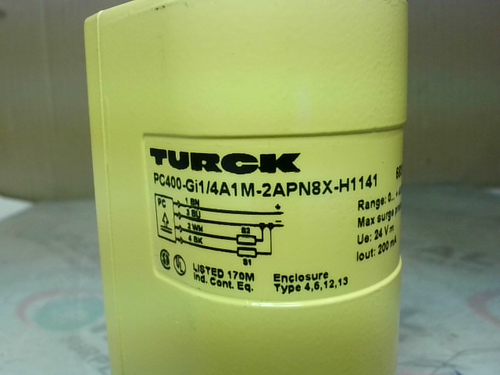 TURCK
PC400-Gi1/4A1M-2APN8X-H1141
Range: 0..
Max surge
Ue: 24 V
Iout: 200 mA
PC
1 BN
+
3 BU
-
2 WH
S2
4 BK
S1
LISTED 170M
Ind. Cont. Eq.
Enclosure
Type 4,6,12,13